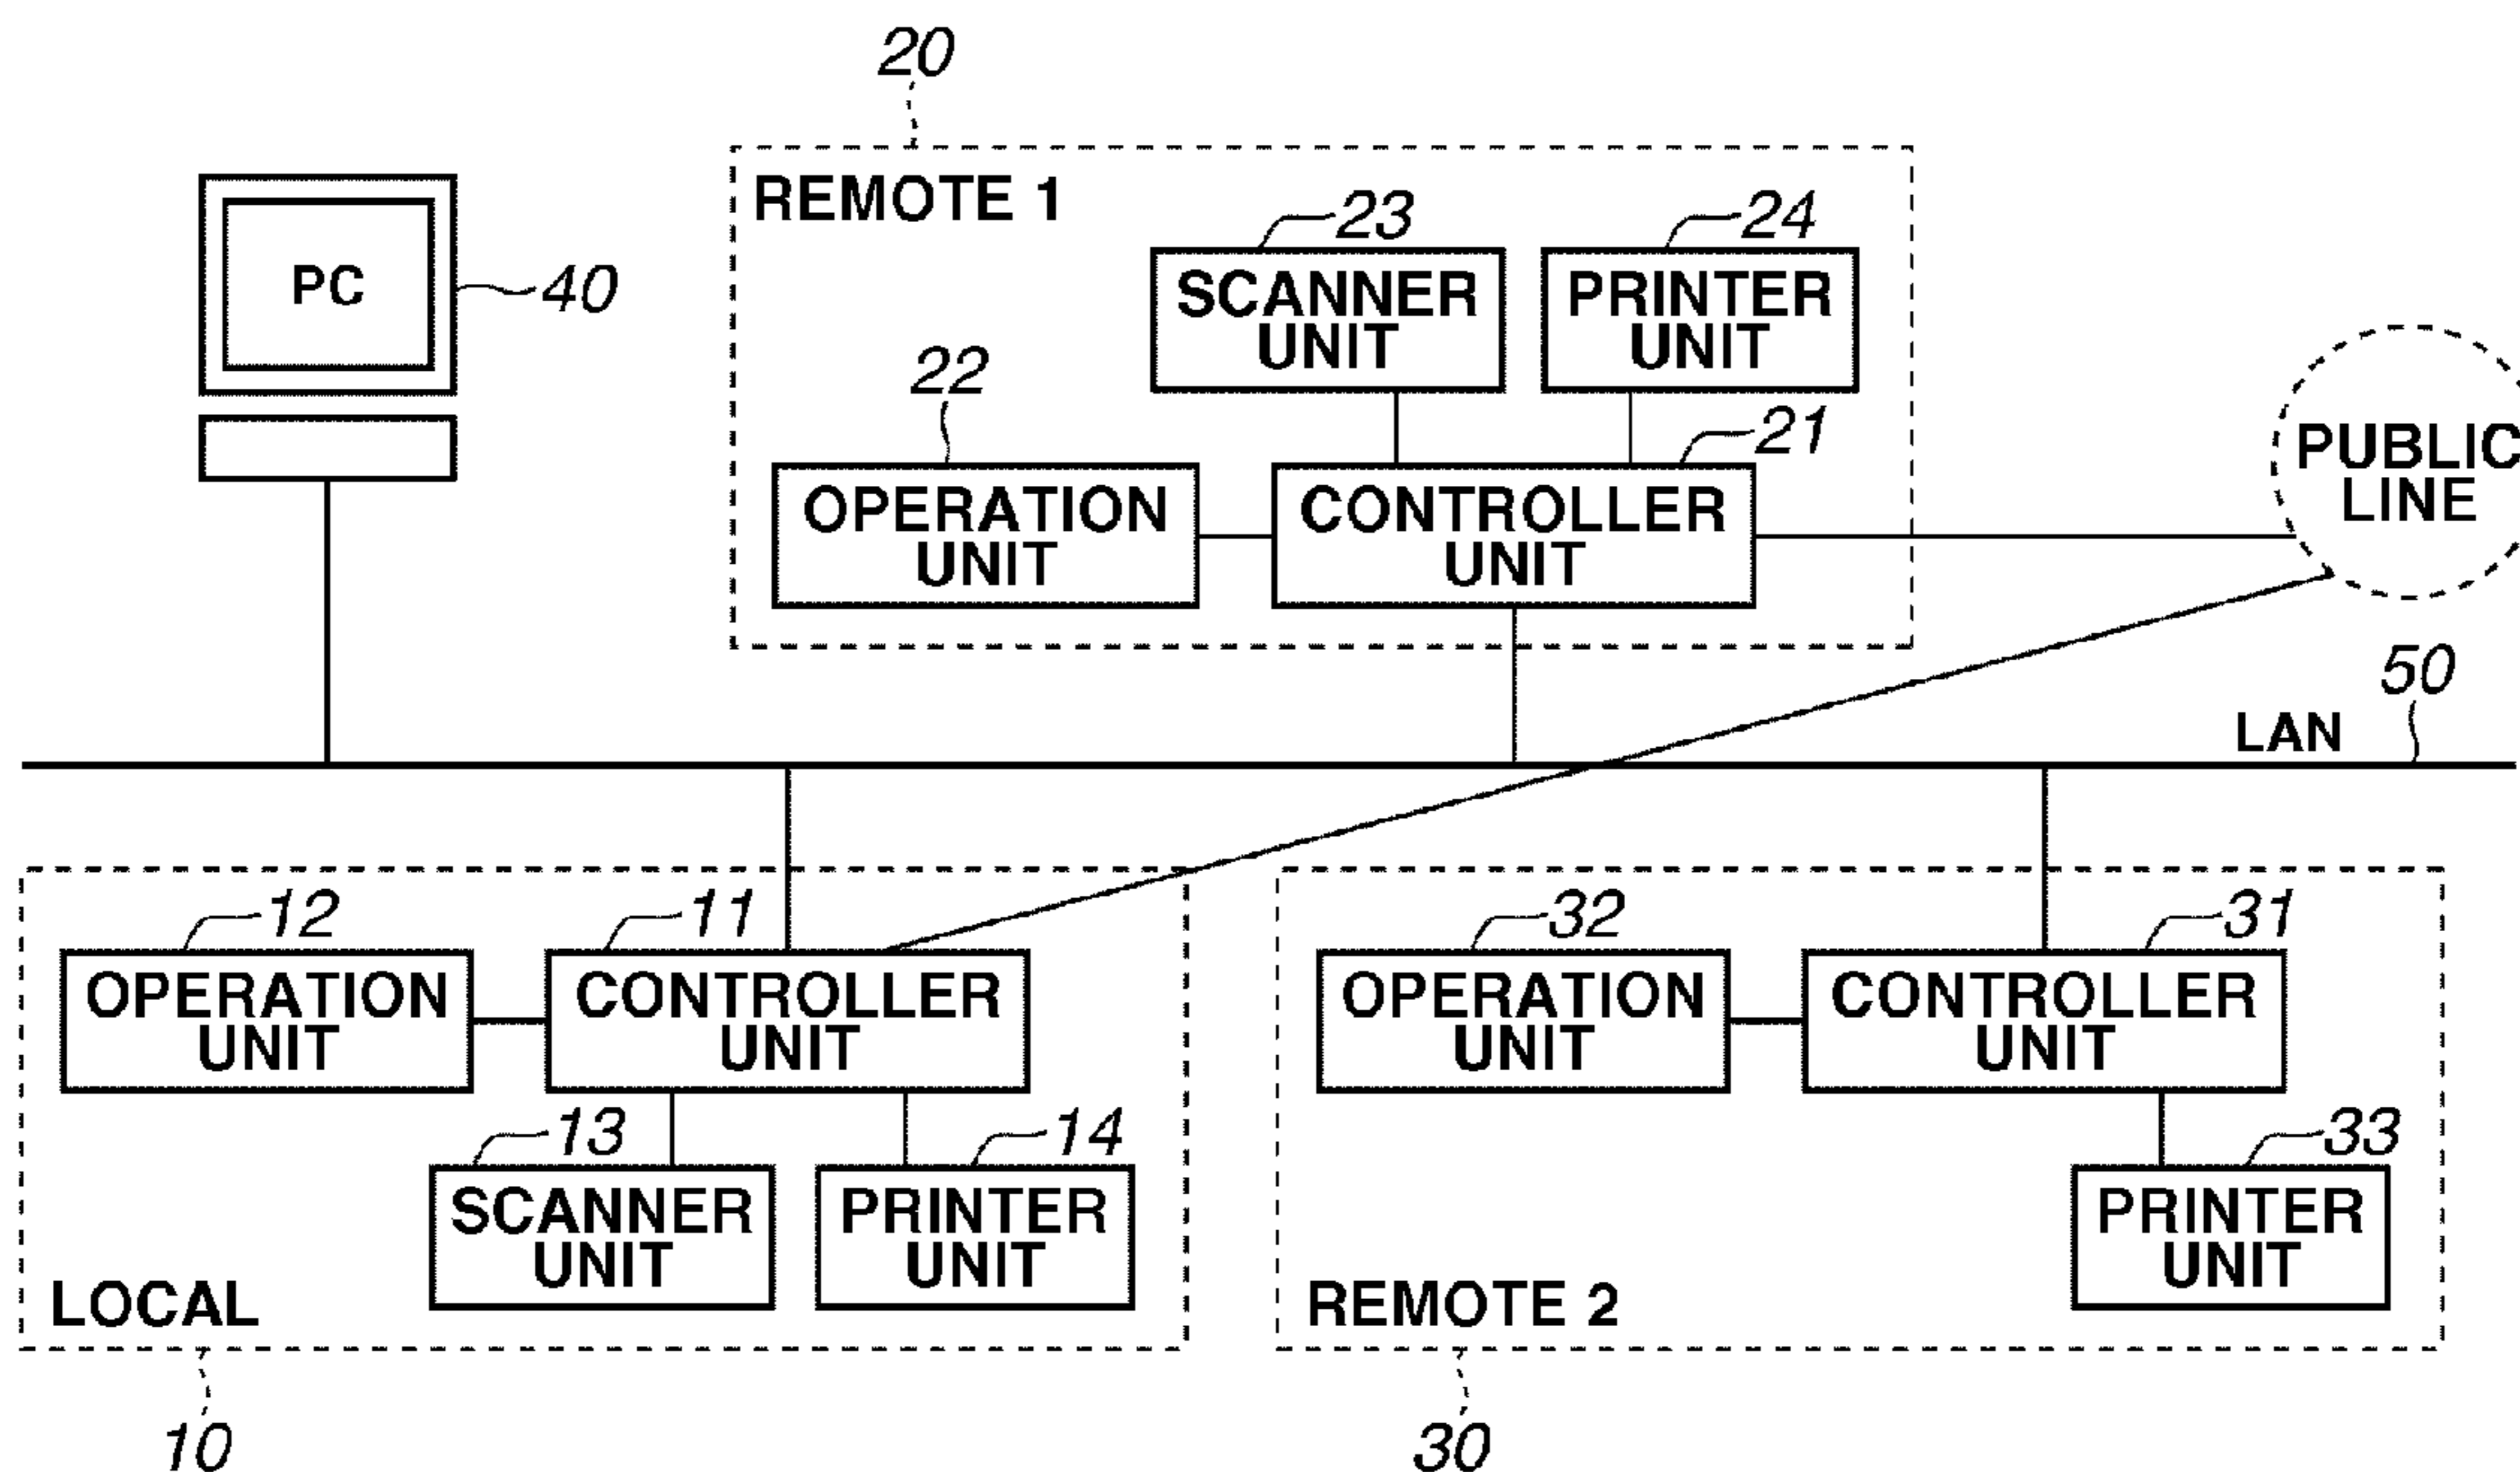 20
REMOTE 1
23
24
PC
40
SCANNER
UNIT
PRINTER
UNIT
22
21
PUBLIC
LINE
OPERATION
UNIT
CONTROLLER
UNIT
50
LAN
12
11
32
31
OPERATION
UNIT
CONTROLLER
UNIT
OPERATION
UNIT
CONTROLLER
UNIT
13
14
33
SCANNER
UNIT
PRINTER
UNIT
PRINTER
UNIT
LOCAL
REMOTE 2
10
30